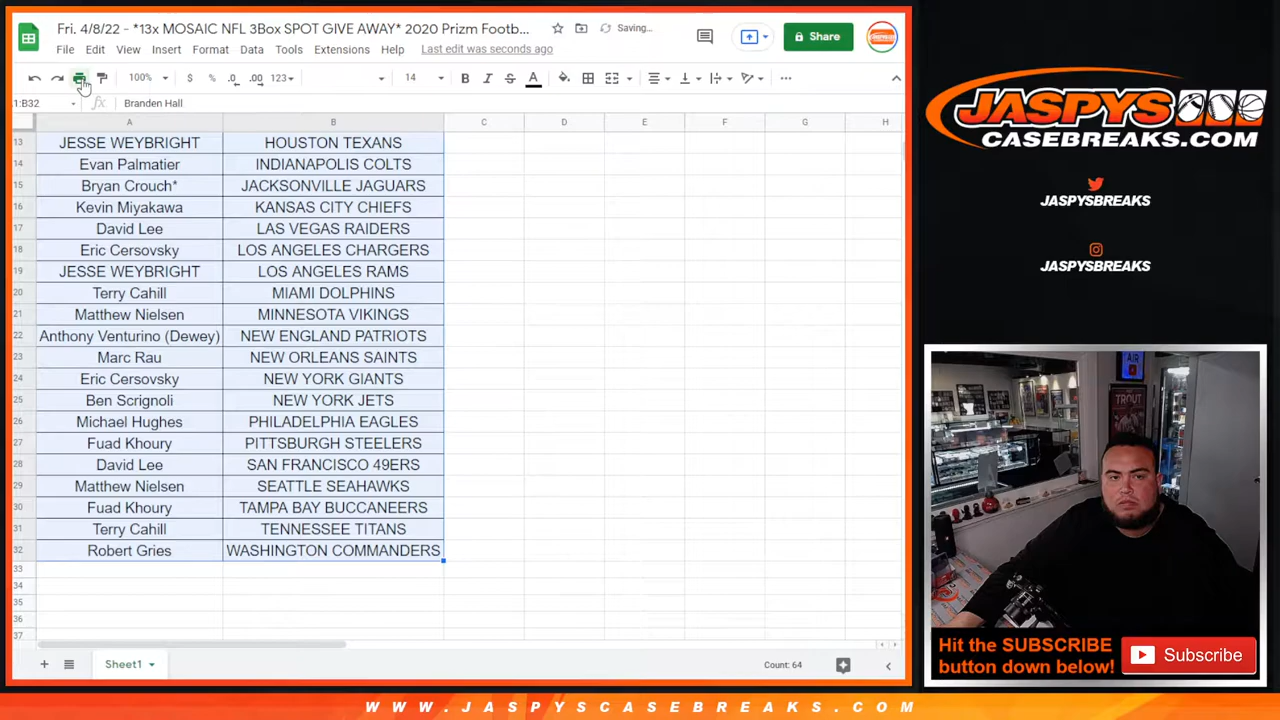 Fri. 4/8/22 - *13x MOSAIC NFL 3Box SPOT GIVE AWAY* 2020 Prizm Footb...
Saving...
Share
File Edit View Insert Format Data Tools Extensions Help Last edit was seconds ago
100% $ % .0 .00 123 14 B I S A
1:B32 fx Branden Hall
A B C D E F G H
13 JESSE WEYBRIGHT HOUSTON TEXANS
14 Evan Palmatier INDIANAPOLIS COLTS
15 Bryan Crouch* JACKSONVILLE JAGUARS
16 Kevin Miyakawa KANSAS CITY CHIEFS
17 David Lee LAS VEGAS RAIDERS
18 Eric Cersovsky LOS ANGELES CHARGERS
19 JESSE WEYBRIGHT LOS ANGELES RAMS
20 Terry Cahill MIAMI DOLPHINS
21 Matthew Nielsen MINNESOTA VIKINGS
22 Anthony Venturino (Dewey) NEW ENGLAND PATRIOTS
23 Marc Rau NEW ORLEANS SAINTS
24 Eric Cersovsky NEW YORK GIANTS
25 Ben Scrignoli NEW YORK JETS
26 Michael Hughes PHILADELPHIA EAGLES
27 Fuad Khoury PITTSBURGH STEELERS
28 David Lee SAN FRANCISCO 49ERS
29 Matthew Nielsen SEATTLE SEAHAWKS
30 Fuad Khoury TAMPA BAY BUCCANEERS
31 Terry Cahill TENNESSEE TITANS
32 Robert Gries WASHINGTON COMMANDERS
33
34
35
36
37
Sheet1
Count: 64
JASPYS
CASEBREAKS.COM
JASPYSBREAKS
JASPYSBREAKS
AIR
TROUT
Hit the SUBSCRIBE
button down below!
Subscribe
WWW.JASPYSCASEBREAKS.COM